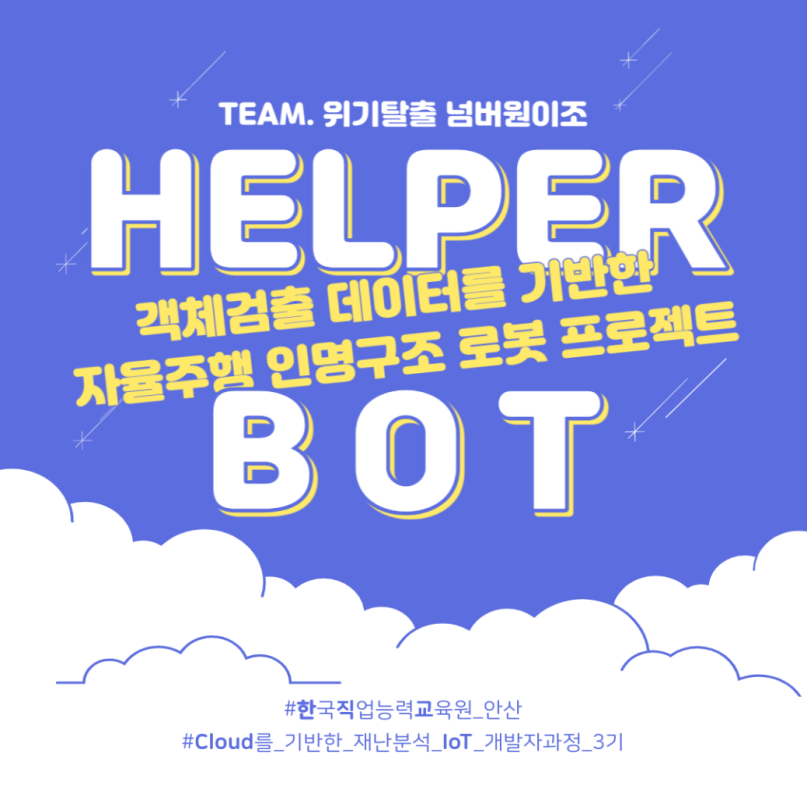 TEAM. 위기탈출 넘버원이조
HELPER
객체검출 데이터를 기반한
자율주행 인명구조 로봇 프로젝트
BOT
#한국직업능력교육원_안산
#Cloud를_기반한_재난분석_IoT_개발자과정_3기